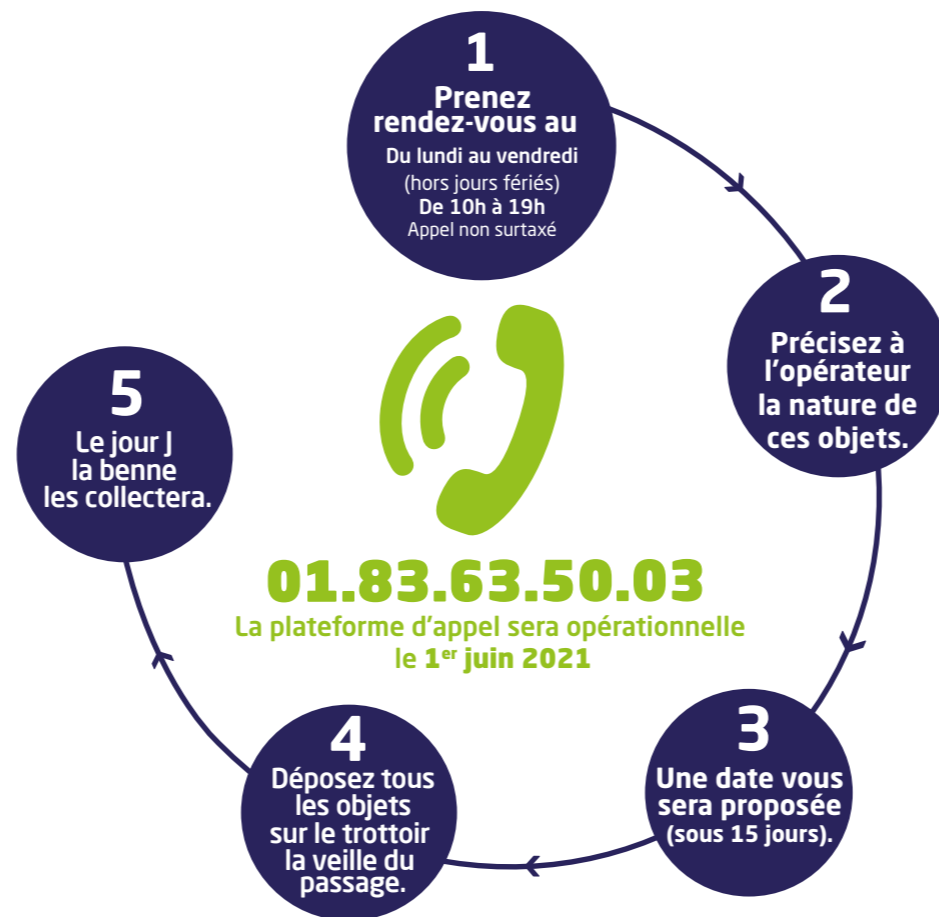 1
Prenez
rendez-vous au
Du lundi au vendredi
(hors jours fériés)
De 10h à 19h
Appel non surtaxé
2
Précisez à
l'opérateur
la nature de
ces objets.
3
Une date vous
sera proposée
(sous 15 jours).
4
Déposez tous
les objets
sur le trottoir
la veille du
passage.
5
Le jour J
la benne
les collectera.
01.83.63.50.03
La plateforme d'appel sera opérationnelle
le 1er juin 2021